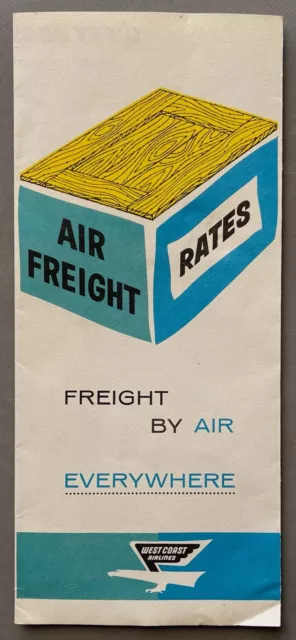 AIR
FREIGHT
RATES
FREIGHT
BY AIR
EVERYWHERE
WEST COAST
AIRLINES